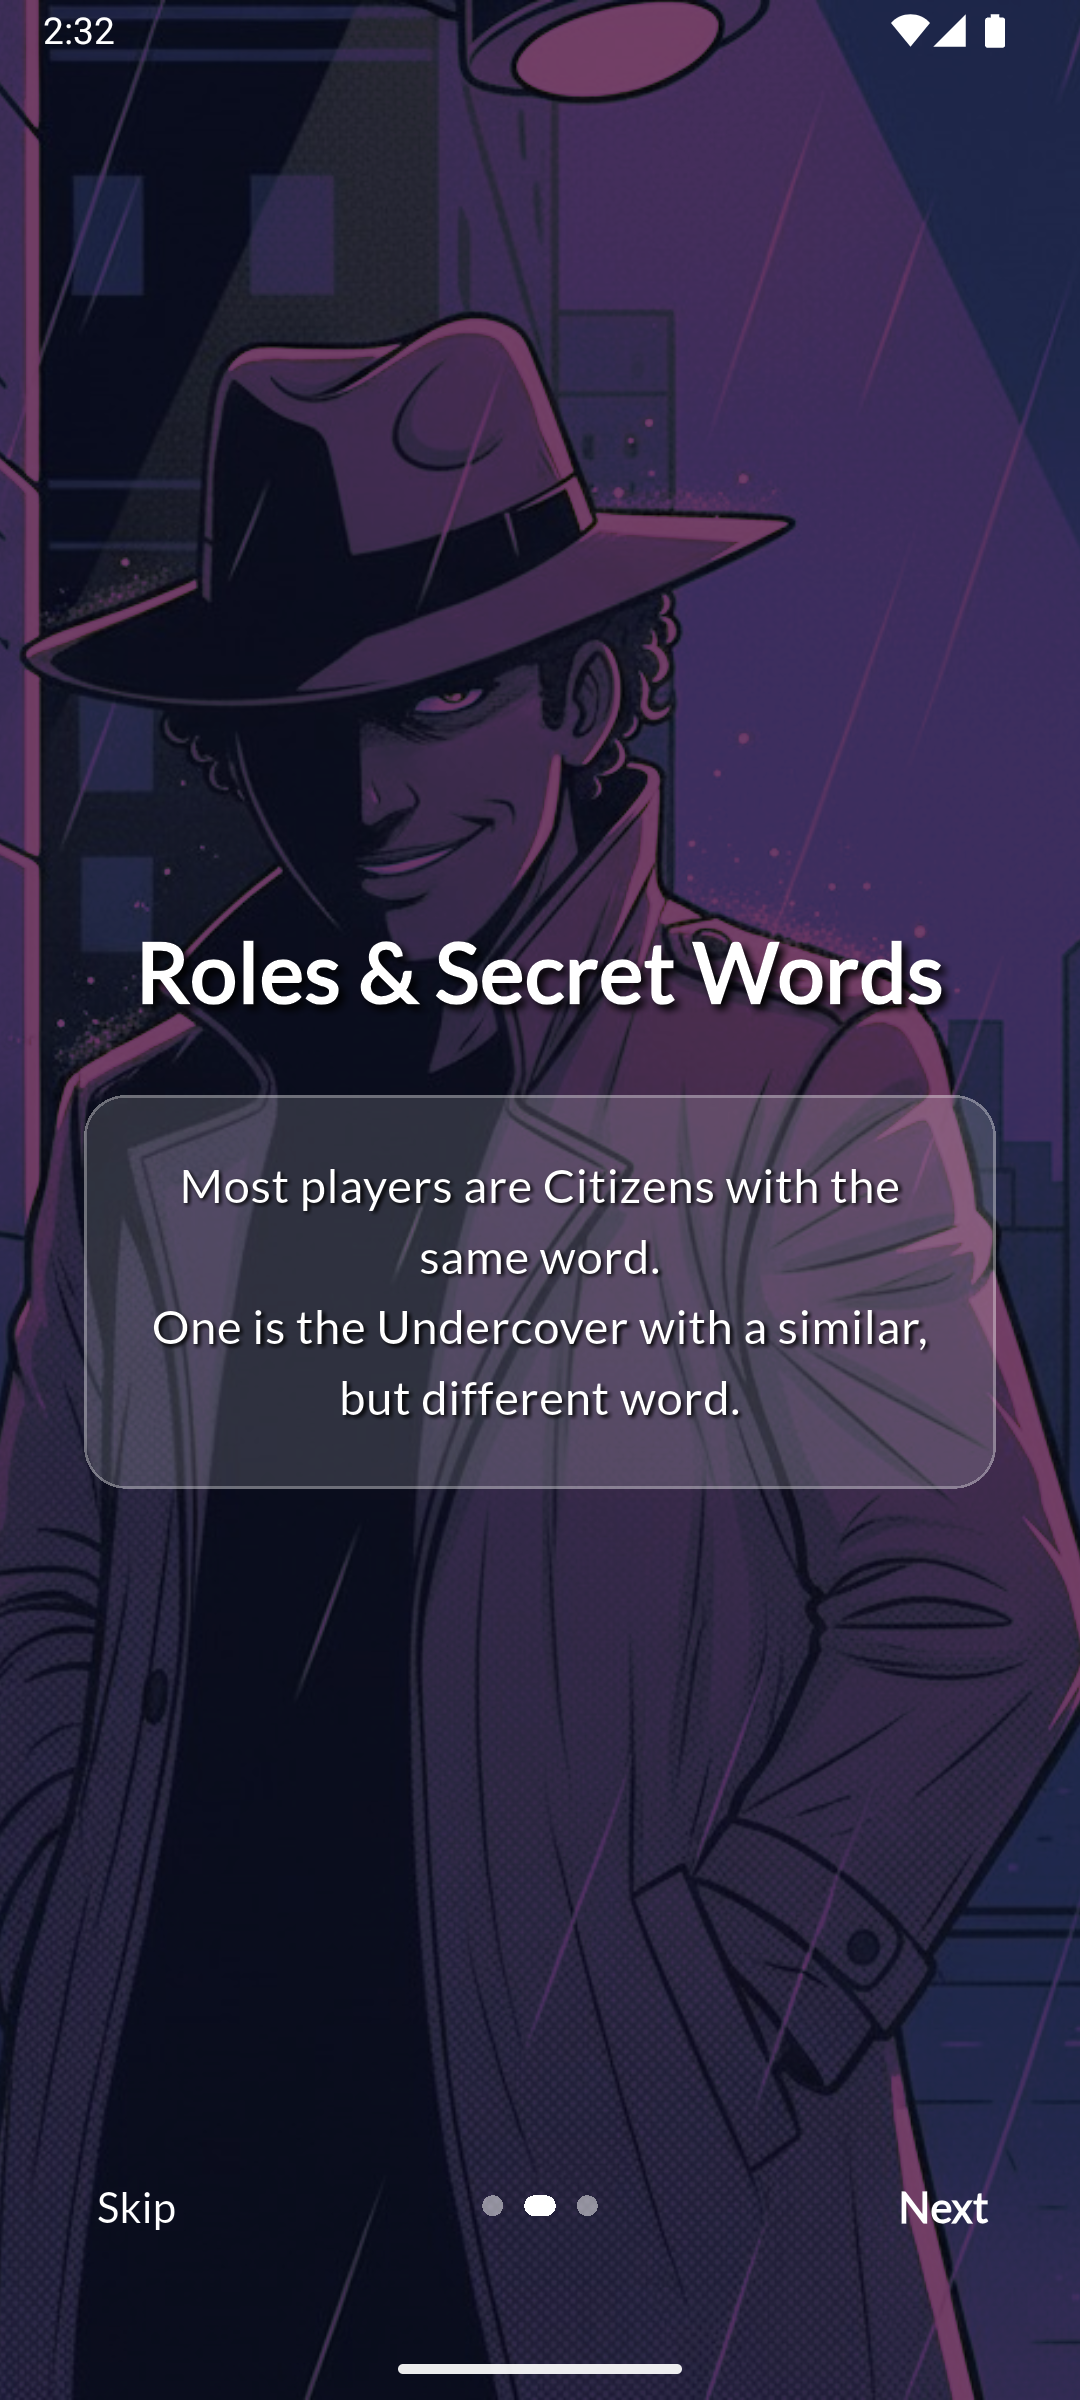 2:32
Roles & Secret Words
Most players are Citizens with the
same word.
One is the Undercover with a similar,
but different word.
Skip
Next